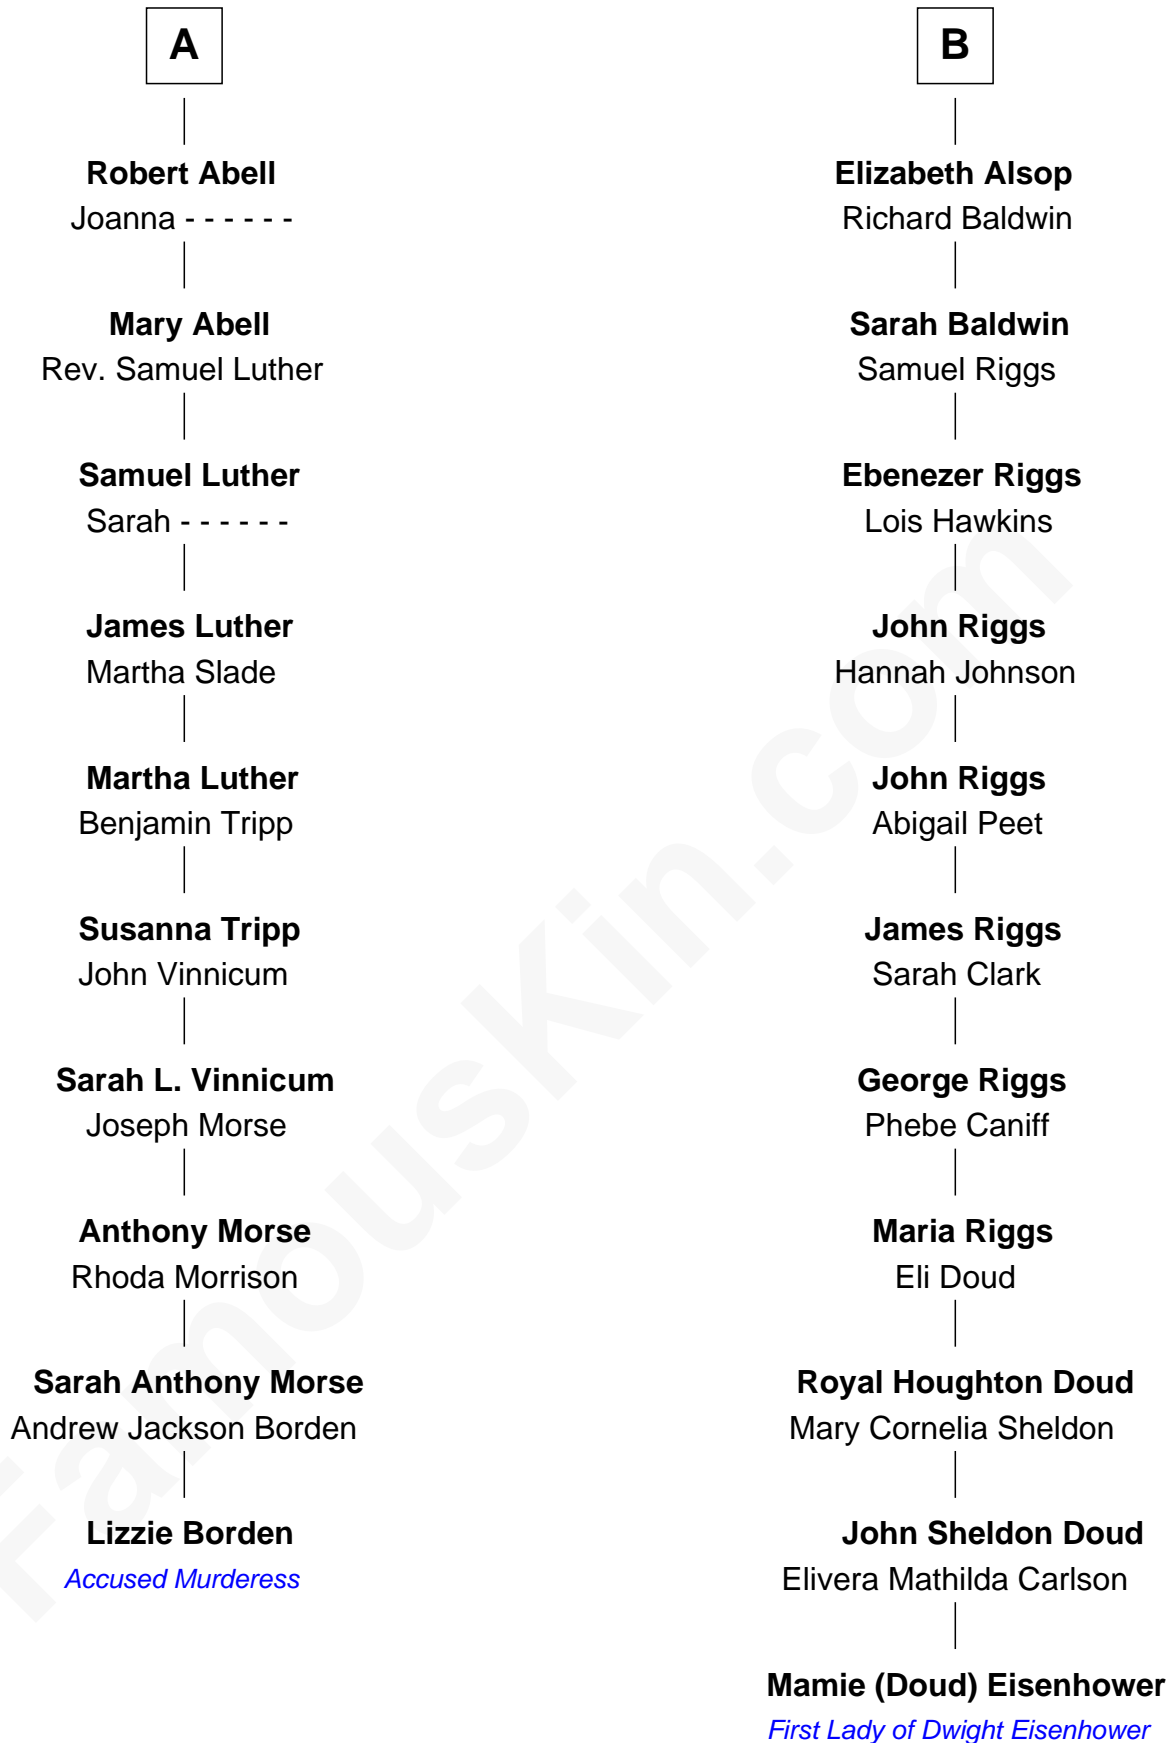 A
Robert Abell
Joanna - - - - - -
Mary Abell
Rev. Samuel Luther
Samuel Luther
Sarah - - - - - -
James Luther
Martha Slade
Martha Luther
Benjamin Tripp
Susanna Tripp
John Vinnicum
Sarah L. Vinnicum
Joseph Morse
Anthony Morse
Rhoda Morrison
Sarah Anthony Morse
Andrew Jackson Borden
Lizzie Borden
Accused Murderess
B
Elizabeth Alsop
Richard Baldwin
Sarah Baldwin
Samuel Riggs
Ebenezer Riggs
Lois Hawkins
John Riggs
Hannah Johnson
John Riggs
Abigail Peet
James Riggs
Sarah Clark
George Riggs
Phebe Caniff
Maria Riggs
Eli Doud
Royal Houghton Doud
Mary Cornelia Sheldon
John Sheldon Doud
Elivera Mathilda Carlson
Mamie (Doud) Eisenhower
First Lady of Dwight Eisenhower
FamousKin.com